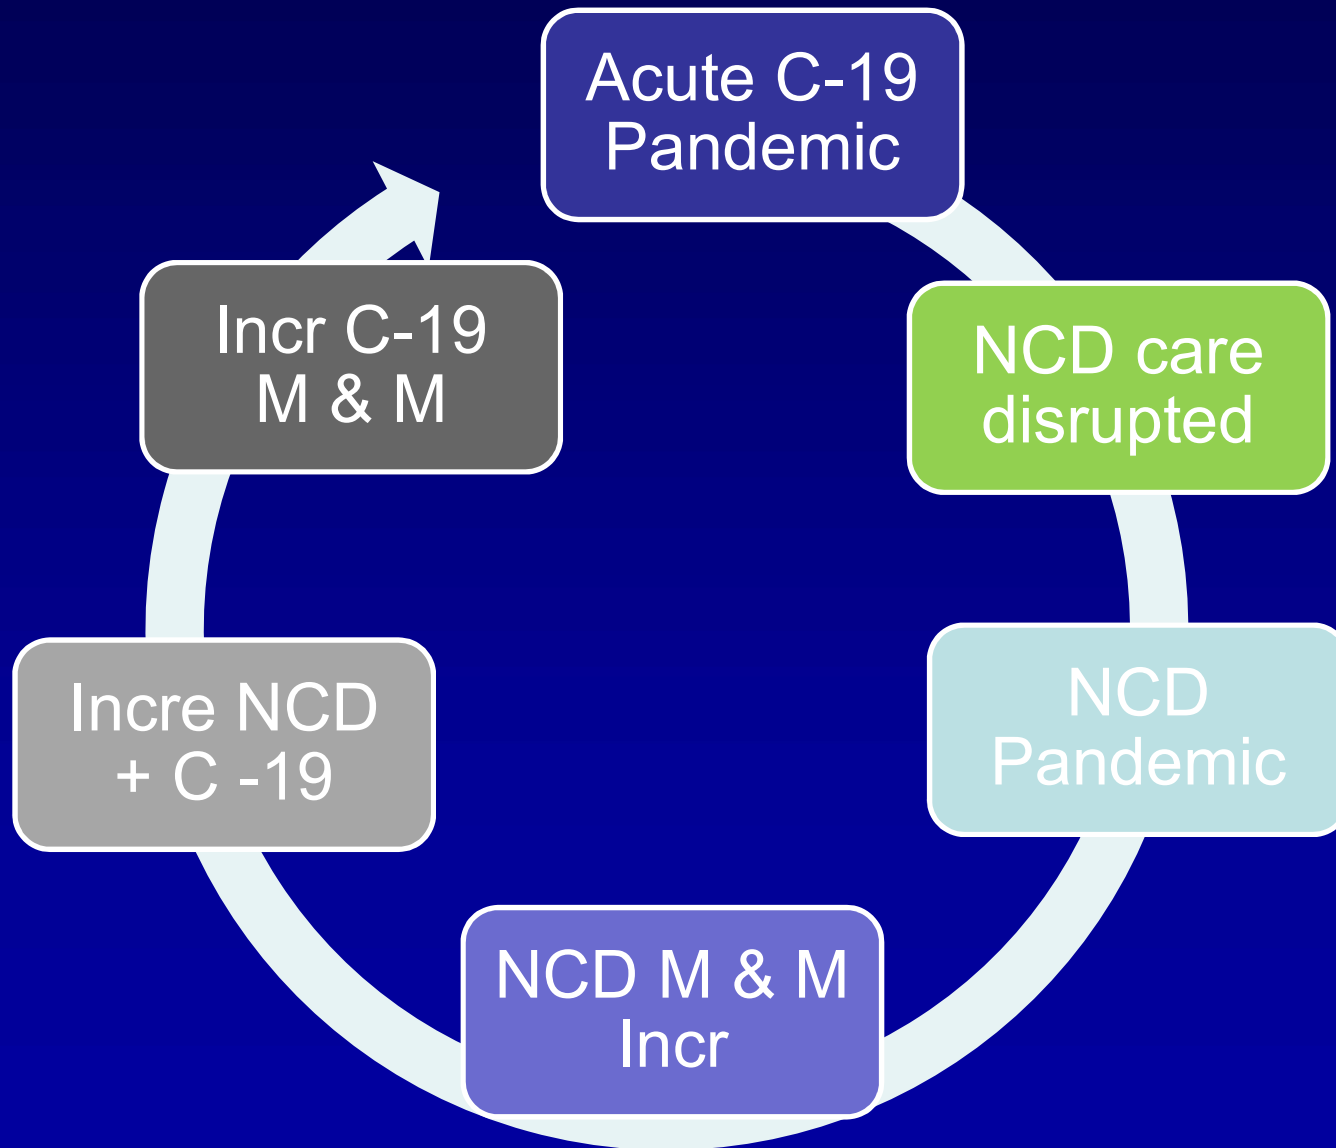 Acute C-19
Pandemic
NCD care
disrupted
NCD
Pandemic
NCD M & M
Incr
Incre NCD
+ C -19
Incr C-19
M & M